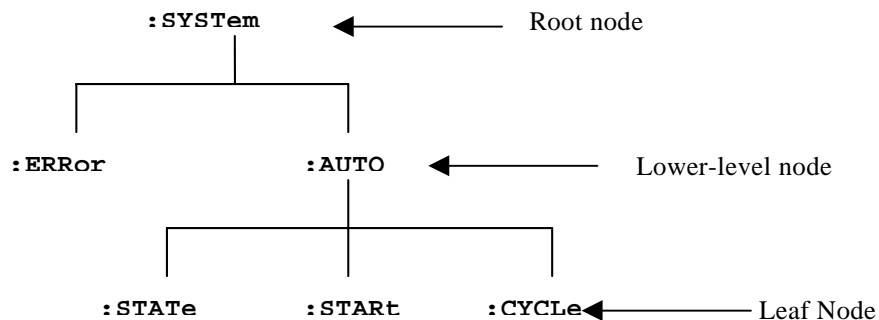 :SYSTem Root node
:ERRor :AUTO Lower-level node
:STATe :STARt :CYCLe Leaf Node